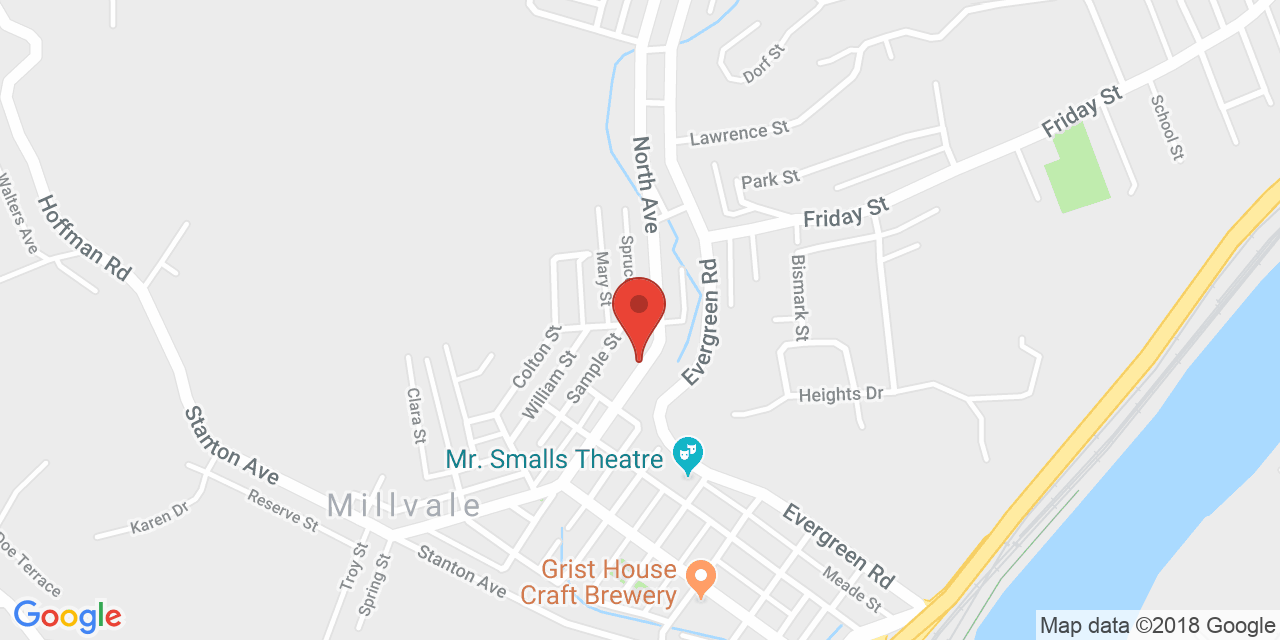 Dorf St
Friday St
School St
Lawrence St
North Ave
Park St
Walters Ave
Hoffman Rd
Friday St
Spruc
Mary St
Bismark St
Evergreen Rd
Colton St
William St
Sample St
Clara St
Heights Dr
Stanton Ave
Mr. Smalls Theatre
Millvale
Reserve St
Karen Dr
Evergreen Rd
Doe Terrace
Troy St
Spring St
Stanton Ave
Meade St
Grist House
Craft Brewery
Google
Map data ©2018 Google